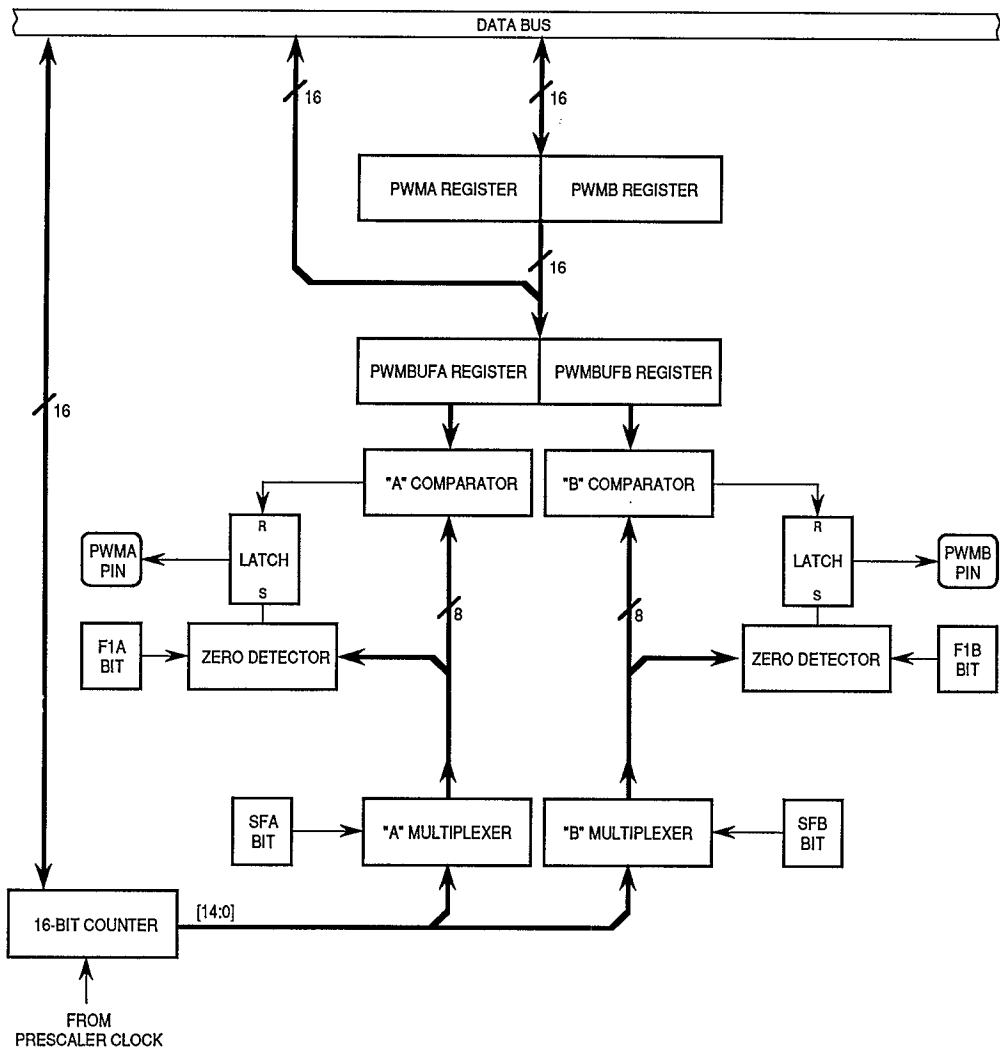 DATA BUS
16
16
PWMA REGISTER
PWMB REGISTER
16
PWMBUFA REGISTER
PWMBUFB REGISTER
16
"A" COMPARATOR
"B" COMPARATOR
R
LATCH
S
R
LATCH
S
PWMA
PIN
PWMB
PIN
8
8
F1A
BIT
ZERO DETECTOR
ZERO DETECTOR
F1B
BIT
SFA
BIT
"A" MULTIPLEXER
"B" MULTIPLEXER
SFB
BIT
16-BIT COUNTER
[14:0]
FROM
PRESCALER CLOCK